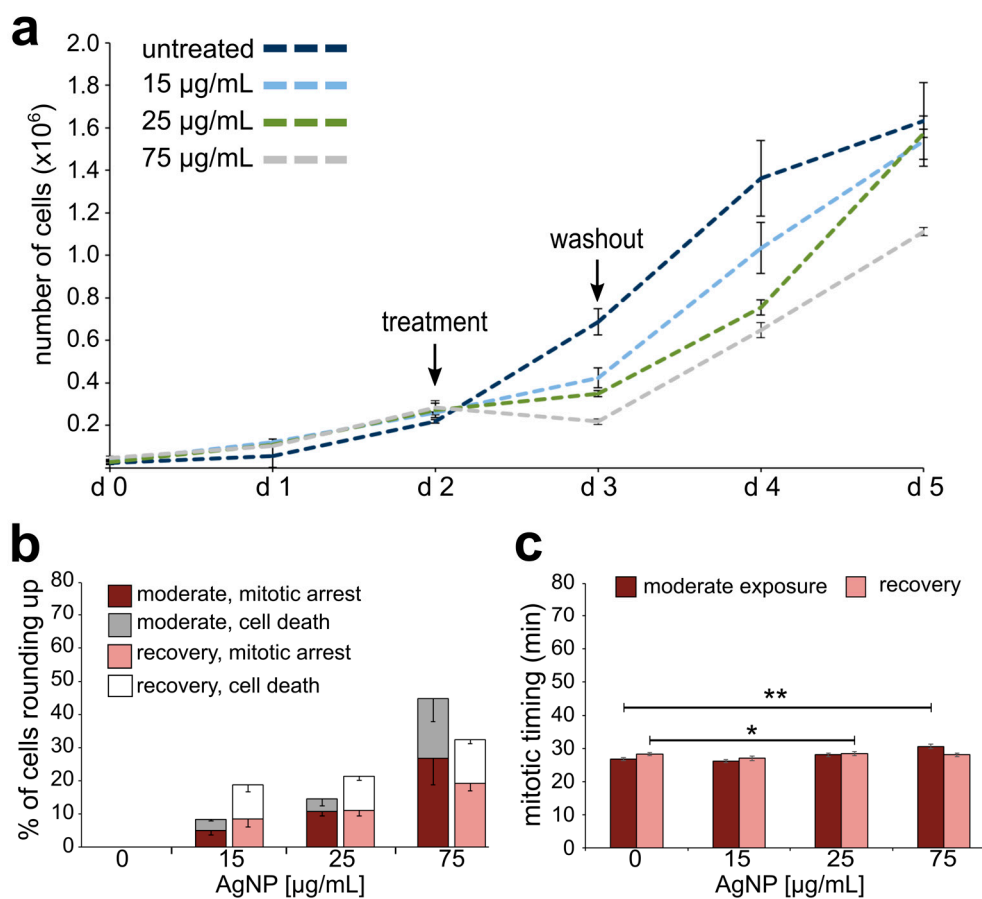 a
number of cells (x10⁶)
2.0
1.8
1.6
1.4
1.2
1.0
0.8
0.6
0.4
0.2
untreated
15 µg/mL
25 µg/mL
75 µg/mL
treatment
washout
d 0 d 1 d 2 d 3 d 4 d 5
b
% of cells rounding up
80
70
60
50
40
30
20
10
0
moderate, mitotic arrest
moderate, cell death
recovery, mitotic arrest
recovery, cell death
0 15 25 75
AgNP [µg/mL]
c
mitotic timing (min)
80
70
60
50
40
30
20
10
0
moderate exposure recovery
**
*
0 15 25 75
AgNP [µg/mL]